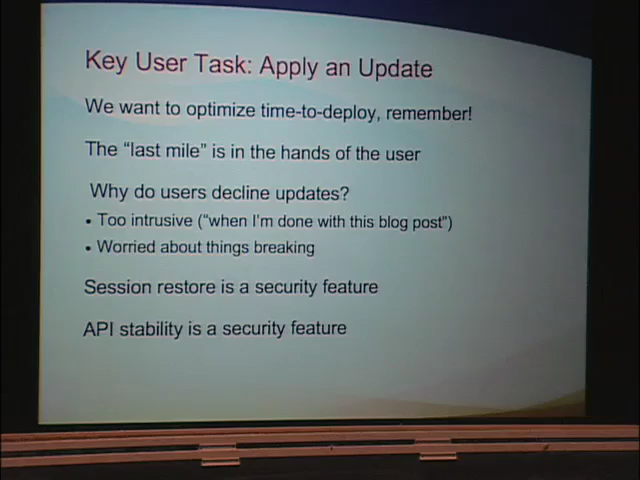 Key User Task: Apply an Update
We want to optimize time-to-deploy, remember!
The "last mile" is in the hands of the user
Why do users decline updates?
• Too intrusive ("when I'm done with this blog post")
• Worried about things breaking
Session restore is a security feature
API stability is a security feature